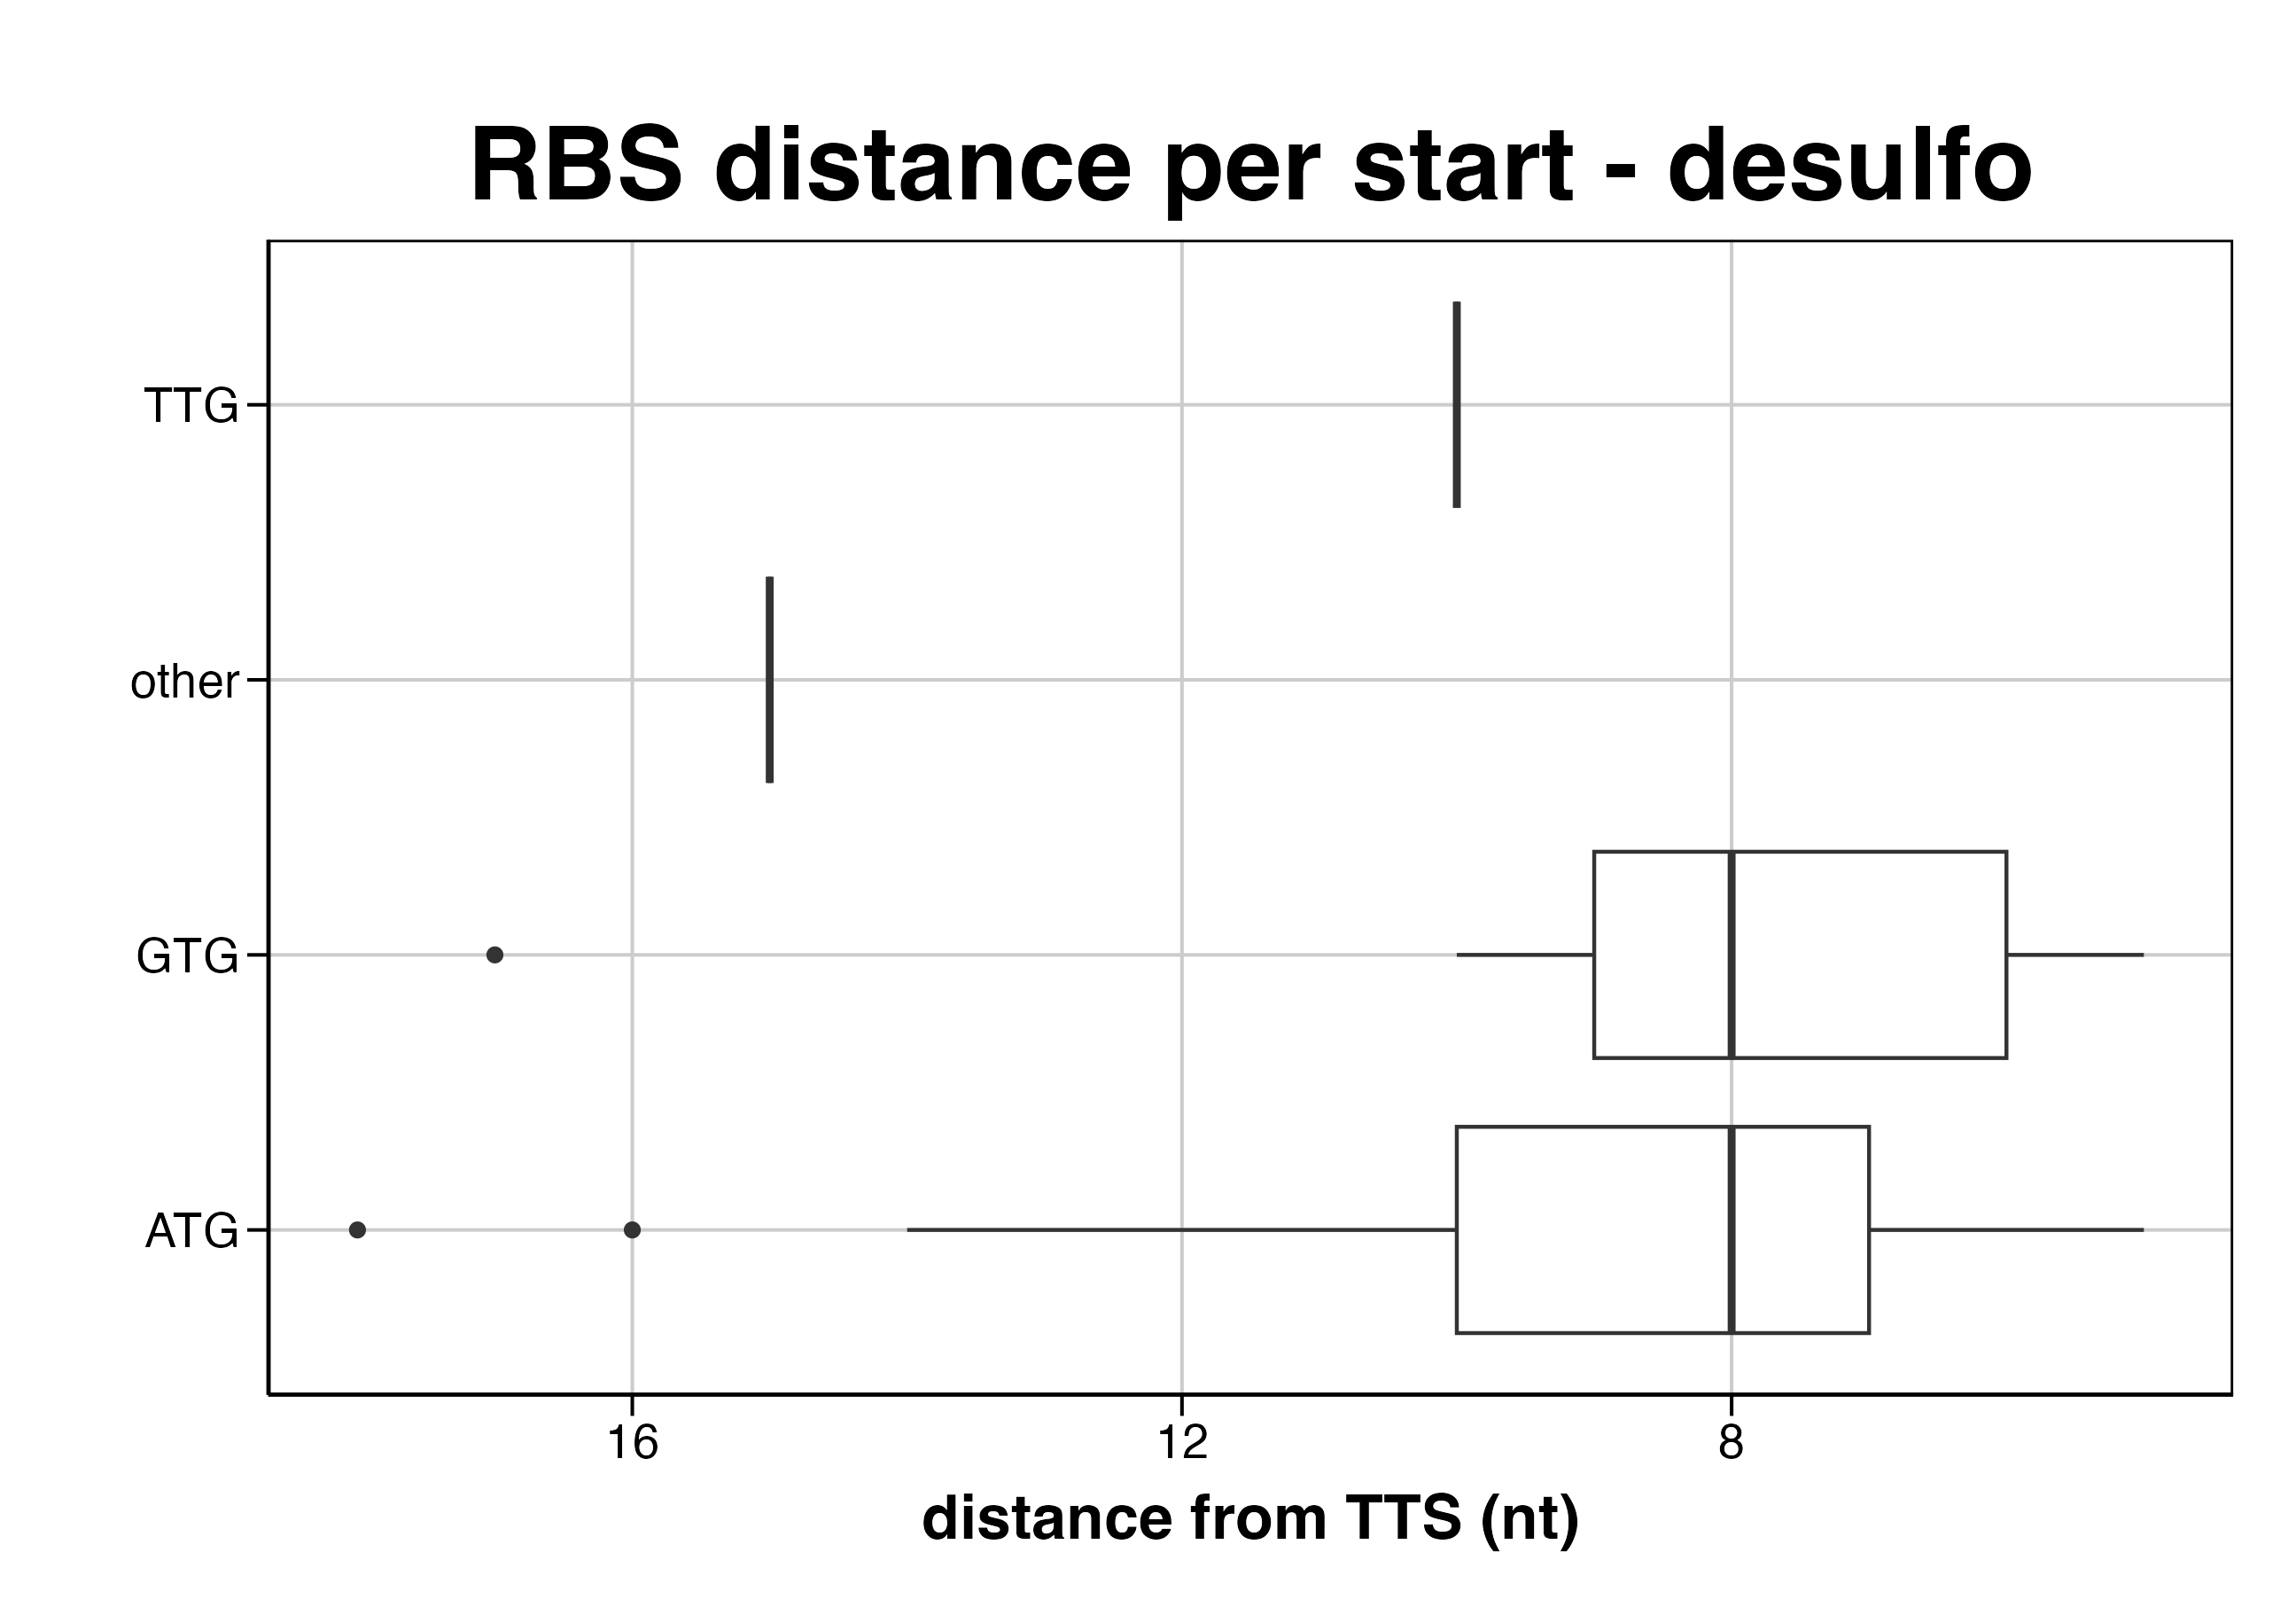 RBS distance per start - desulfo
TTG
other
GTG
ATG
16 12 8
distance from TTS (nt)